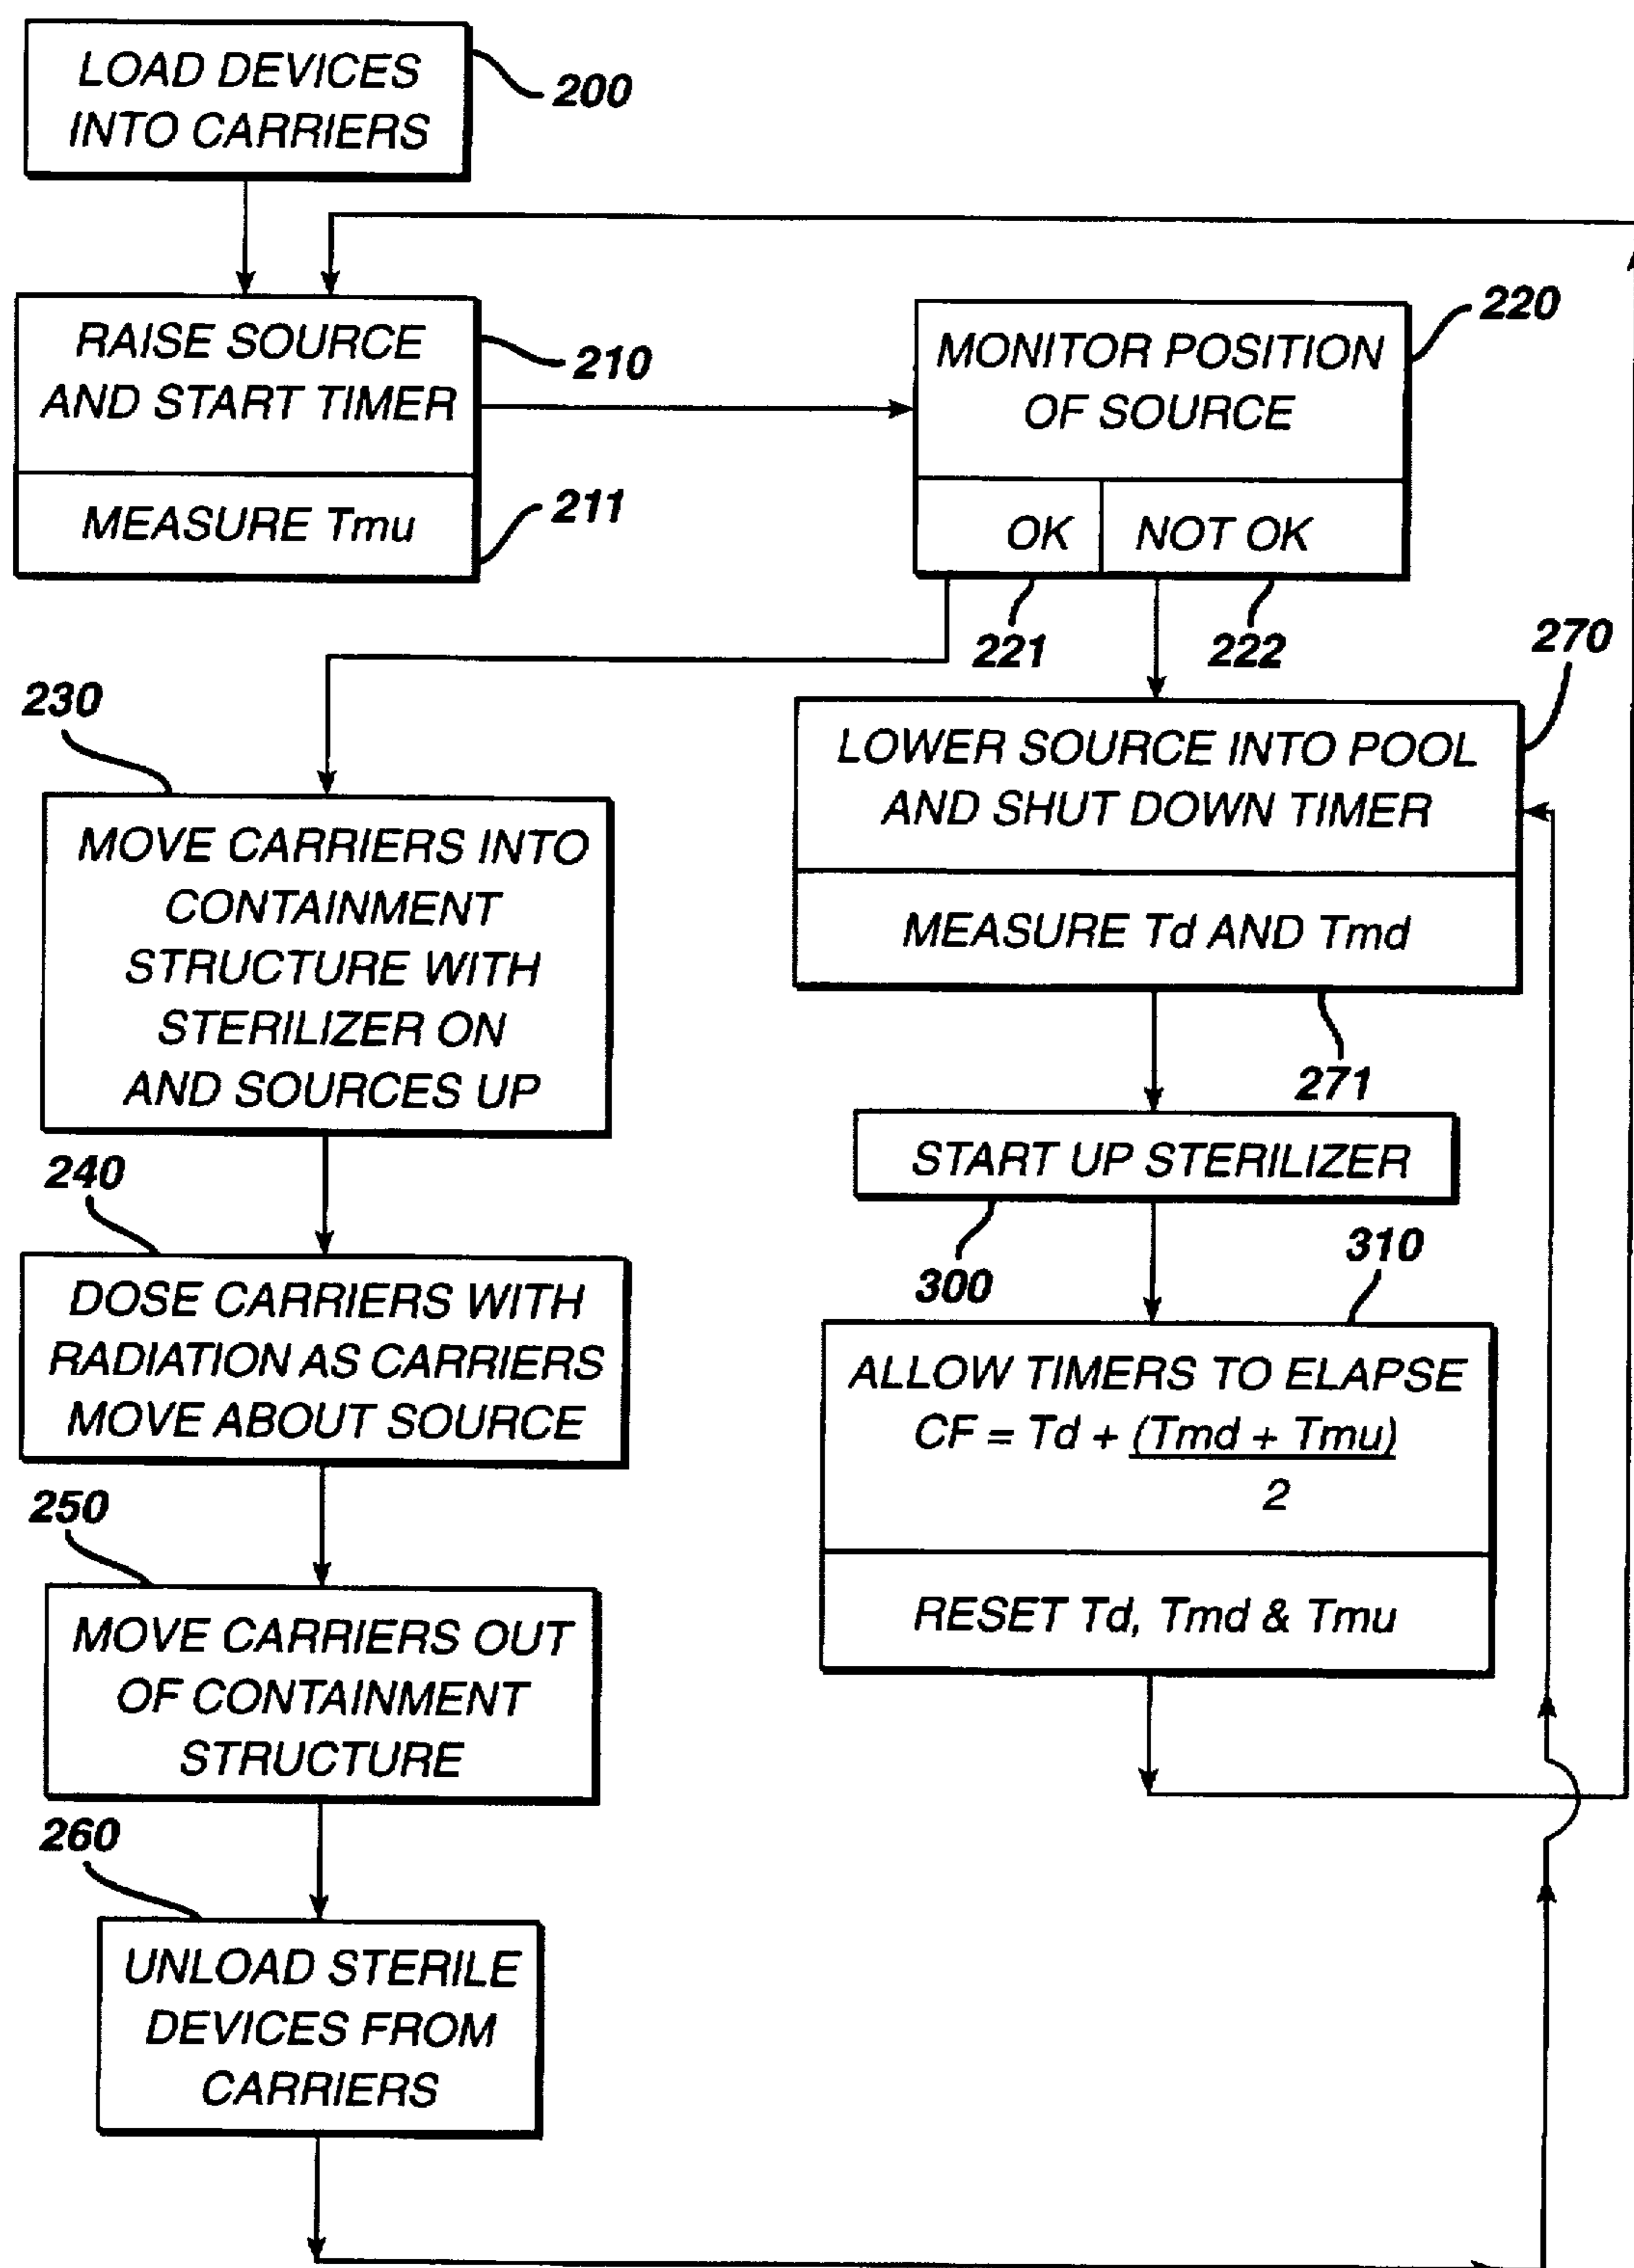 LOAD DEVICES
INTO CARRIERS
200
RAISE SOURCE
AND START TIMER
210
MEASURE Tmu
211
MONITOR POSITION
OF SOURCE
220
OK
NOT OK
221
222
270
LOWER SOURCE INTO POOL
AND SHUT DOWN TIMER
MEASURE Td AND Tmd
271
START UP STERILIZER
300
310
ALLOW TIMERS TO ELAPSE
CF = Td + (Tmd + Tmu)
2
RESET Td, Tmd & Tmu
230
MOVE CARRIERS INTO
CONTAINMENT
STRUCTURE WITH
STERILIZER ON
AND SOURCES UP
240
DOSE CARRIERS WITH
RADIATION AS CARRIERS
MOVE ABOUT SOURCE
250
MOVE CARRIERS OUT
OF CONTAINMENT
STRUCTURE
260
UNLOAD STERILE
DEVICES FROM
CARRIERS